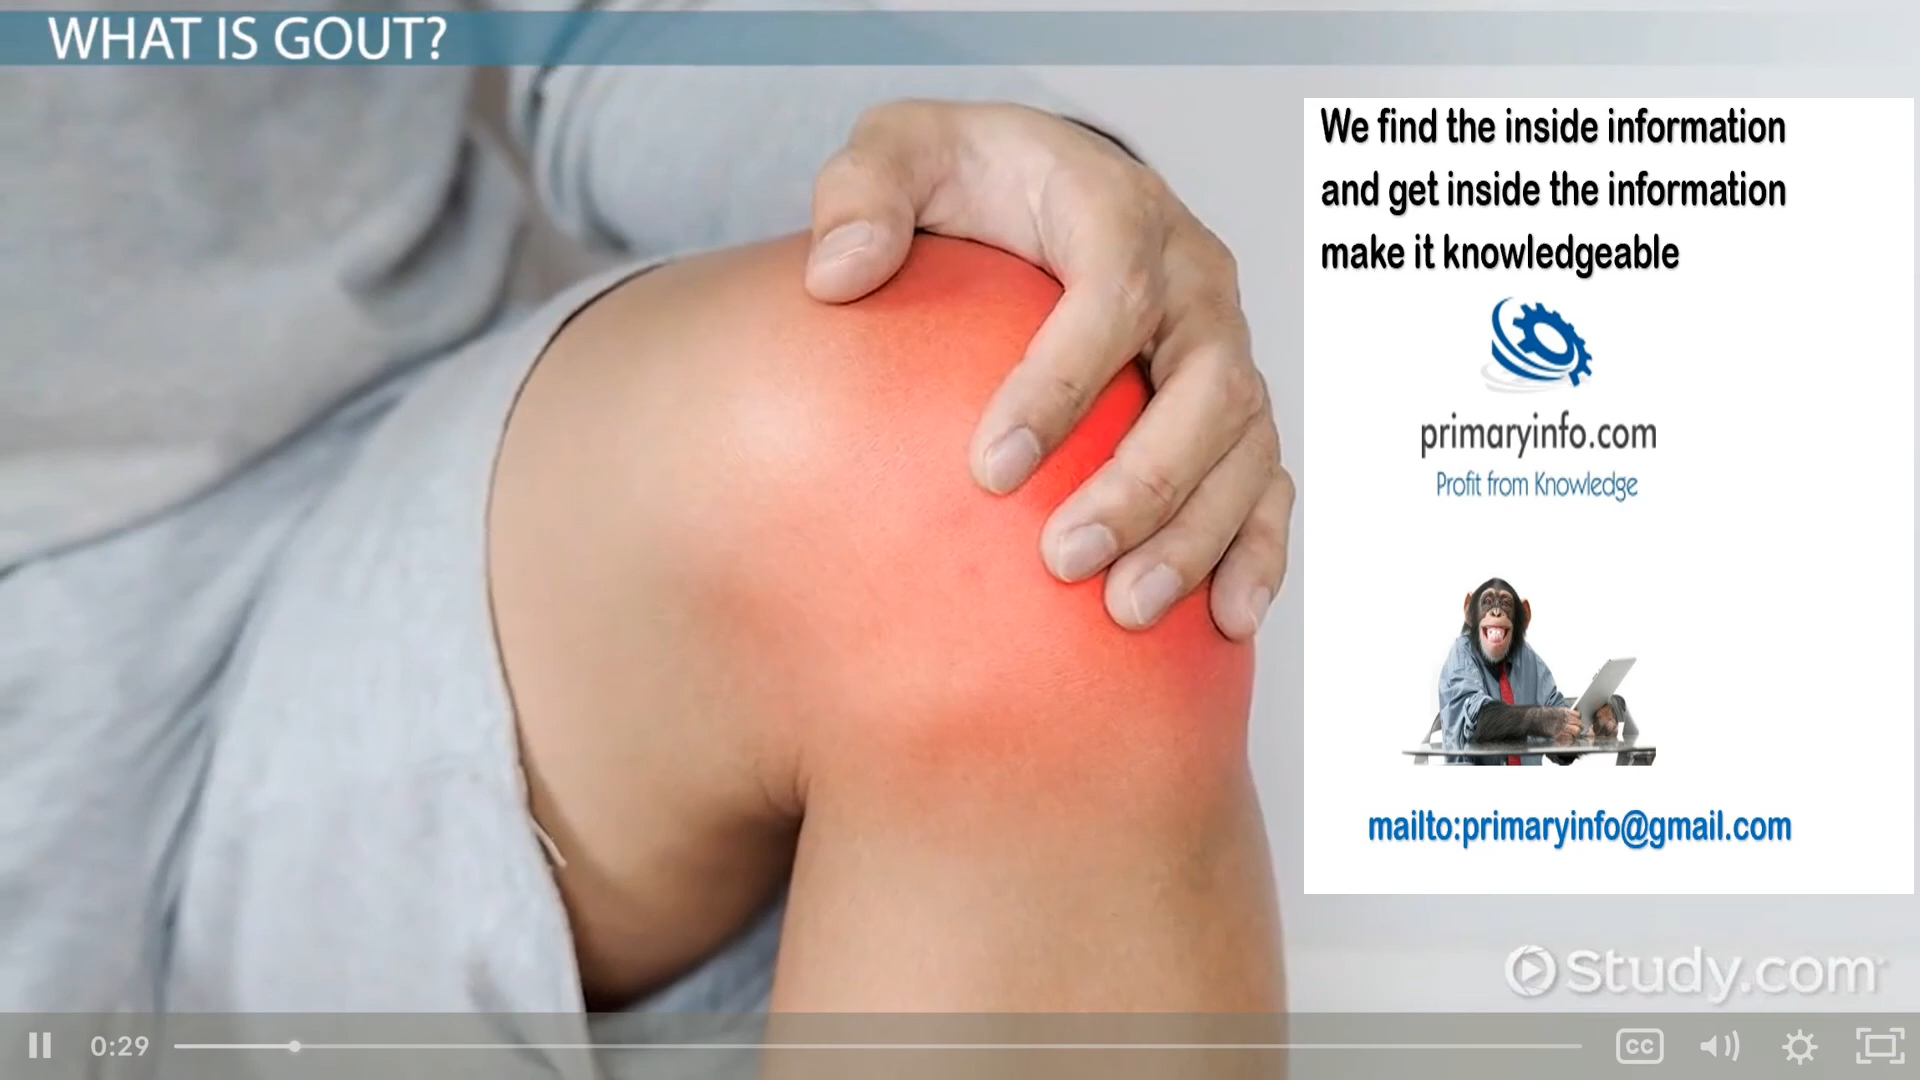 WHAT IS GOUT?
We find the inside information
and get inside the information
make it knowledgeable
primaryinfo.com
Profit from Knowledge
mailto:primaryinfo@gmail.com
Study.com
0:29
CC